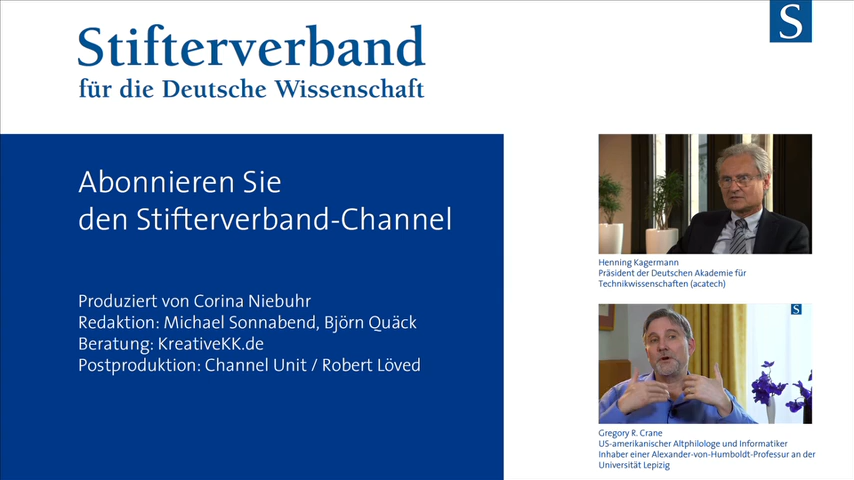 S
Stifterverband
für die Deutsche Wissenschaft
Abonnieren Sie
den Stifterverband-Channel
Produziert von Corina Niebuhr
Redaktion: Michael Sonnabend, Björn Quäck
Beratung: KreativeKK.de
Postproduktion: Channel Unit / Robert Löved
Henning Kagermann
Präsident der Deutschen Akademie für
Technikwissenschaften (acatech)
S
Gregory R. Crane
US-amerikanischer Altphilologe und Informatiker
Inhaber einer Alexander-von-Humboldt-Professur an der
Universität Lepizig